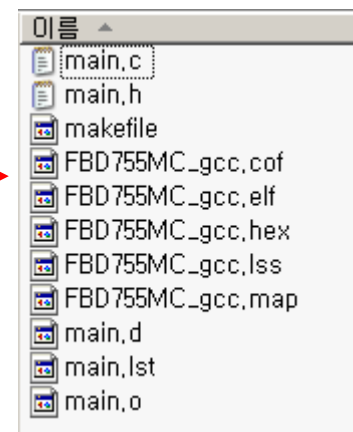 이름
main,c
main,h
makefile
FBD755MC_gcc,cof
FBD755MC_gcc,elf
FBD755MC_gcc,hex
FBD755MC_gcc,lss
FBD755MC_gcc,map
main,d
main,lst
main,o